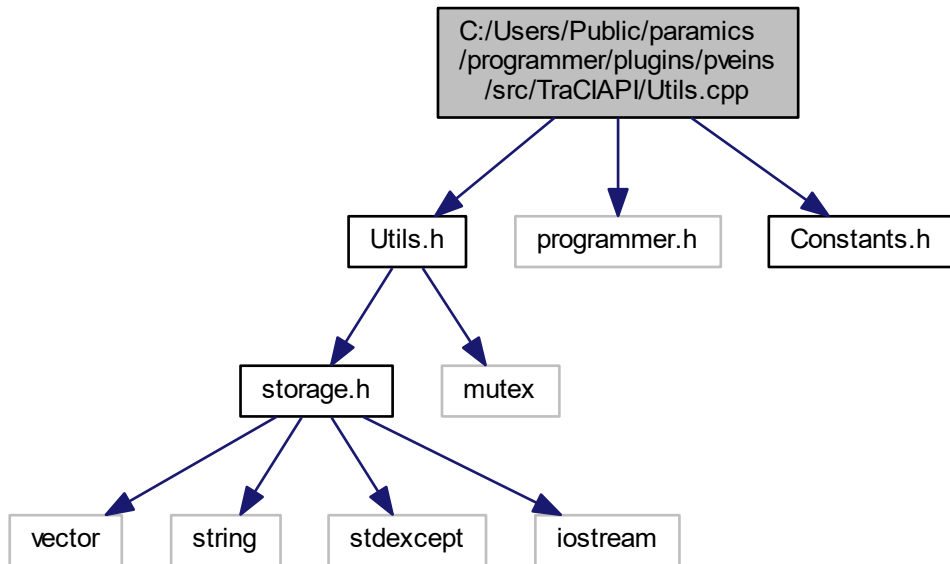 C:/Users/Public/paramics
/programmer/plugins/pveins
/src/TraCIAPI/Utils.cpp
Utils.h
programmer.h
Constants.h
storage.h
mutex
vector
string
stdexcept
iostream